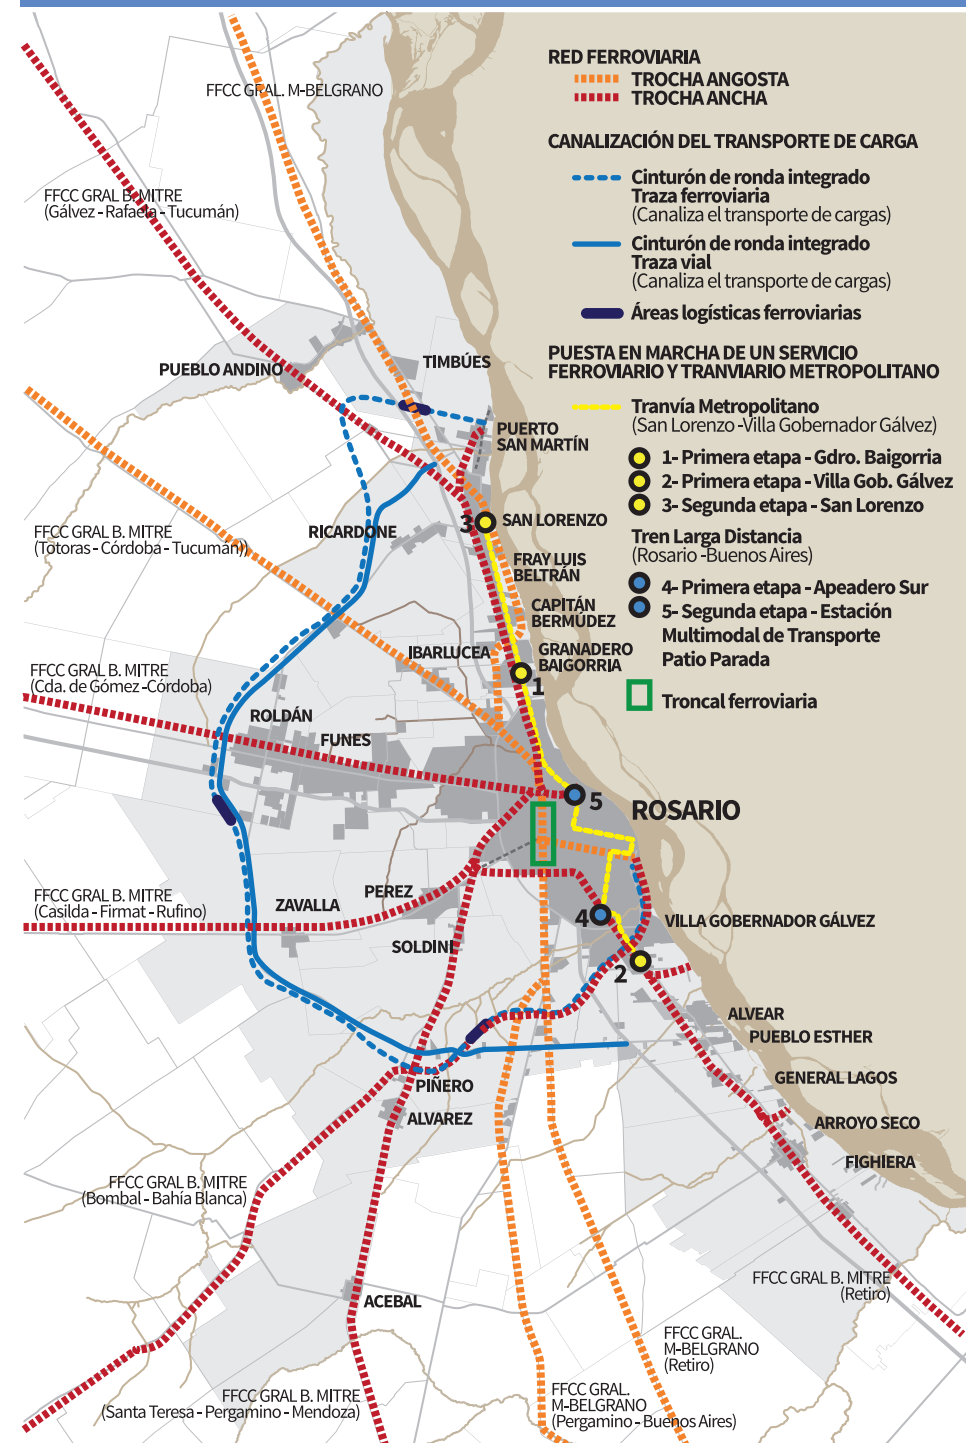 RED FERROVIARIA
TROCHA ANGOSTA
TROCHA ANCHA
CANALIZACIÓN DEL TRANSPORTE DE CARGA
Cinturón de ronda integrado
Traza ferroviaria
(Canaliza el transporte de cargas)
Cinturón de ronda integrado
Traza vial
(Canaliza el transporte de cargas)
Áreas logísticas ferroviarias
PUESTA EN MARCHA DE UN SERVICIO
FERROVIARIO Y TRANVIARIO METROPOLITANO
Tranvía Metropolitano
(San Lorenzo -Villa Gobernador Gálvez)
1- Primera etapa - Gdro. Baigorria
2- Primera etapa - Villa Gob. Gálvez
3- Segunda etapa - San Lorenzo
Tren Larga Distancia
(Rosario -Buenos Aires)
4- Primera etapa - Apeadero Sur
5- Segunda etapa - Estación
Multimodal de Transporte
Patio Parada
Troncal ferroviaria
FFCC GRAL. M-BELGRANO
FFCC GRAL B. MITRE
(Gálvez - Rafaela - Tucumán)
PUEBLO ANDINO
TIMBÚES
PUERTO
SAN MARTÍN
FFCC GRAL B. MITRE
(Totoras - Córdoba - Tucumán))
RICARDONE
3
SAN LORENZO
FRAY LUIS
BELTRÁN
CAPITÁN
BERMÚDEZ
IBARLUCEA
GRANADERO
BAIGORRIA
1
FFCC GRAL B. MITRE
(Cda. de Gómez -Córdoba)
ROLDÁN
FUNES
5
ROSARIO
FFCC GRAL B. MITRE
(Casilda - Firmat - Rufino)
ZAVALLA
PEREZ
SOLDINI
4
VILLA GOBERNADOR GÁLVEZ
2
ALVEAR
PUEBLO ESTHER
GENERAL LAGOS
PIÑERO
ALVAREZ
ARROYO SECO
FIGHIERA
FFCC GRAL B. MITRE
(Bombal - Bahía Blanca)
ACEBAL
FFCC GRAL B. MITRE
(Retiro)
FFCC GRAL.
M-BELGRANO
(Retiro)
FFCC GRAL B. MITRE
(Santa Teresa - Pergamino - Mendoza)
FFCC GRAL.
M-BELGRANO
(Pergamino - Buenos Aires)